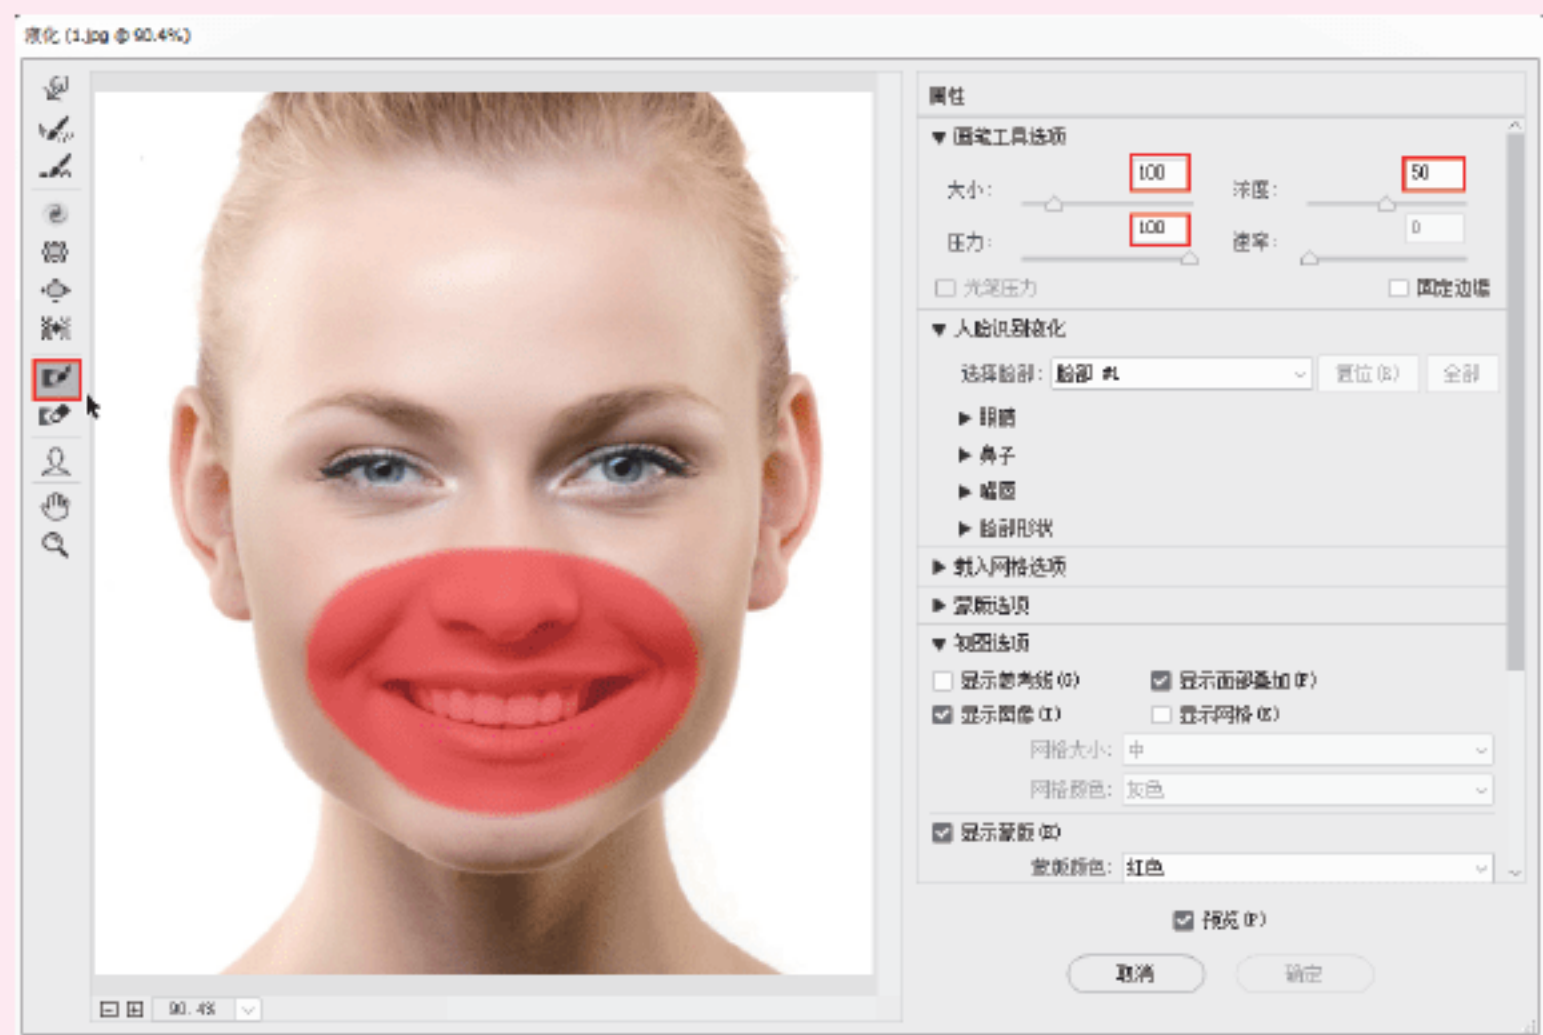 液化 (1.jpg @ 90.4%)
属性
画笔工具选项
大小: 100 浓度: 50
压力: 100 速率: 0
光笔压力 固定边缘
人脸识别液化
选择脸部: 脸部 #1 复位(R) 全部
眼睛
鼻子
嘴唇
脸部形状
载入网格选项
蒙版选项
视图选项
显示参考线(G) 显示面部叠加(F)
显示图像(I) 显示网格(E)
网格大小: 中
网格颜色: 灰色
显示蒙版(K)
蒙版颜色: 红色
预览(P)
取消 确定
90.4%